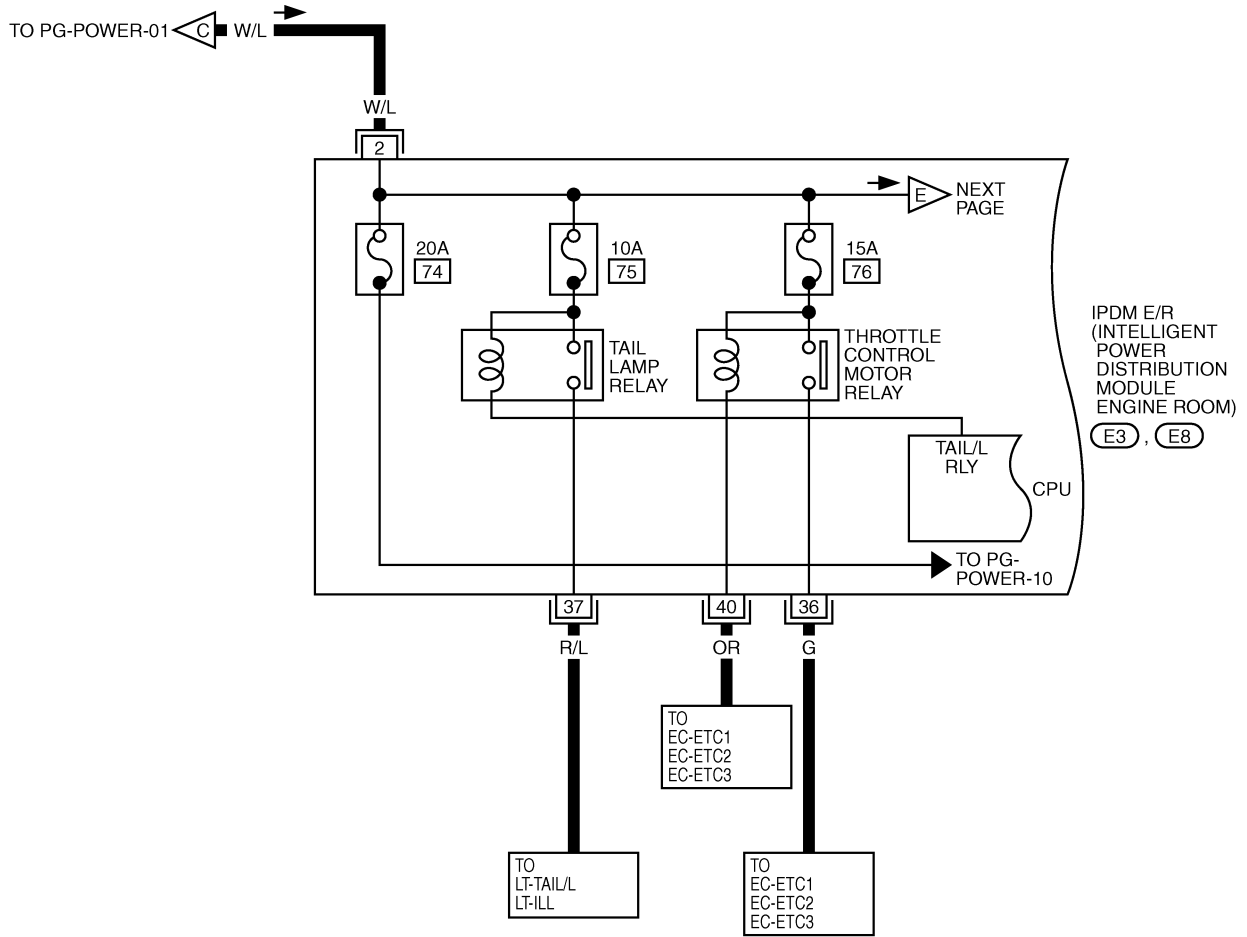 TO PG-POWER-01
C
W/L
W/L
2
E
NEXT
PAGE
20A
74
10A
75
15A
76
TAIL
LAMP
RELAY
THROTTLE
CONTROL
MOTOR
RELAY
IPDM E/R
(INTELLIGENT
POWER
DISTRIBUTION
MODULE
ENGINE ROOM)
E3 , E8
TAIL/L
RLY
CPU
TO PG-
POWER-10
37
40
36
R/L
OR
G
TO
EC-ETC1
EC-ETC2
EC-ETC3
TO
LT-TAIL/L
LT-ILL
TO
EC-ETC1
EC-ETC2
EC-ETC3